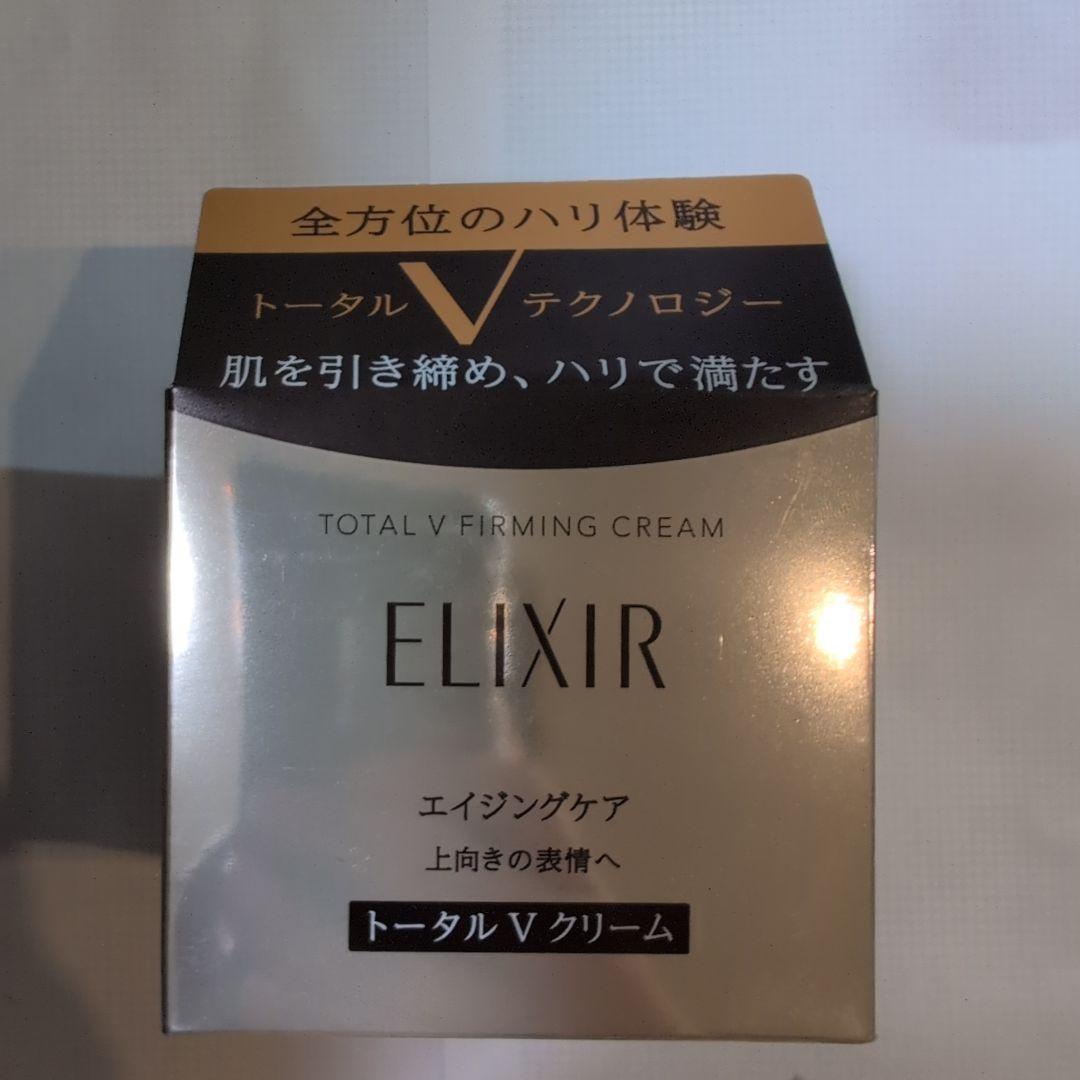 全方位のハリ体験
トータル V テクノロジー
肌を引き締め、ハリで満たす
TOTAL V FIRMING CREAM
ELIXIR
エイジングケア
上向きの表情へ
トータル V クリーム